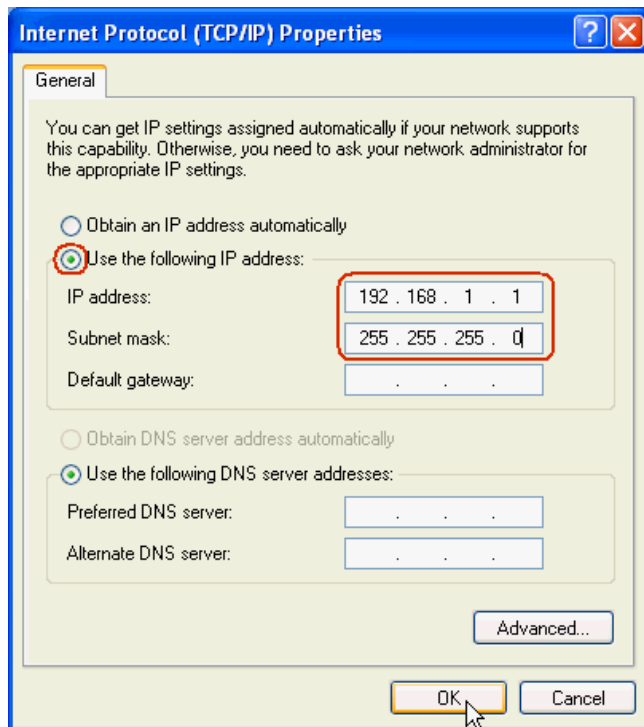 Internet Protocol (TCP/IP) Properties
General
You can get IP settings assigned automatically if your network supports
this capability. Otherwise, you need to ask your network administrator for
the appropriate IP settings.
Obtain an IP address automatically
Use the following IP address:
IP address: 192 . 168 . 1 . 1
Subnet mask: 255 . 255 . 255 . 0
Default gateway: . . .
Obtain DNS server address automatically
Use the following DNS server addresses:
Preferred DNS server: . . .
Alternate DNS server: . . .
Advanced...
OK Cancel